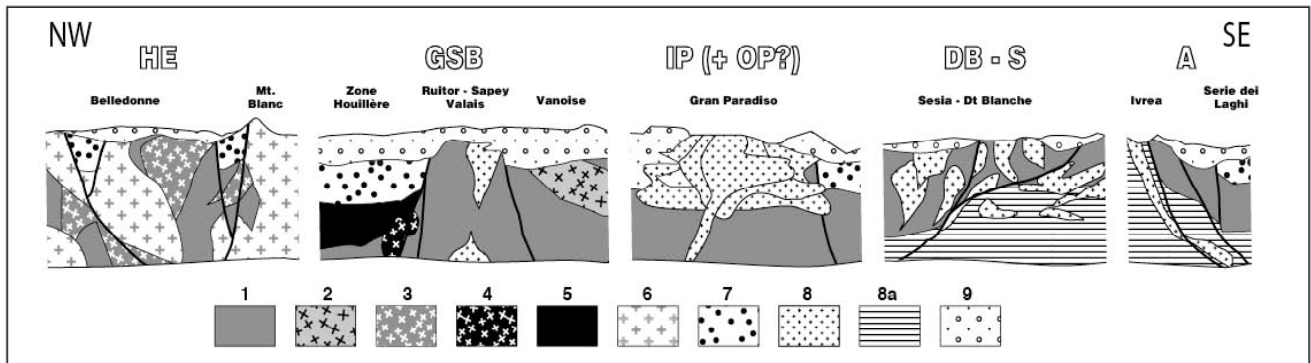 NW
SE
HE
GSB
IP (+ OP?)
DB - S
A
Belledonne
Mt.
Blanc
Zone
Houillère
Ruitor - Sapey
Valais
Vanoise
Gran Paradiso
Sesia - Dt Blanche
Ivrea
Serie dei
Laghi
1
2
3
4
5
6
7
8
8a
9